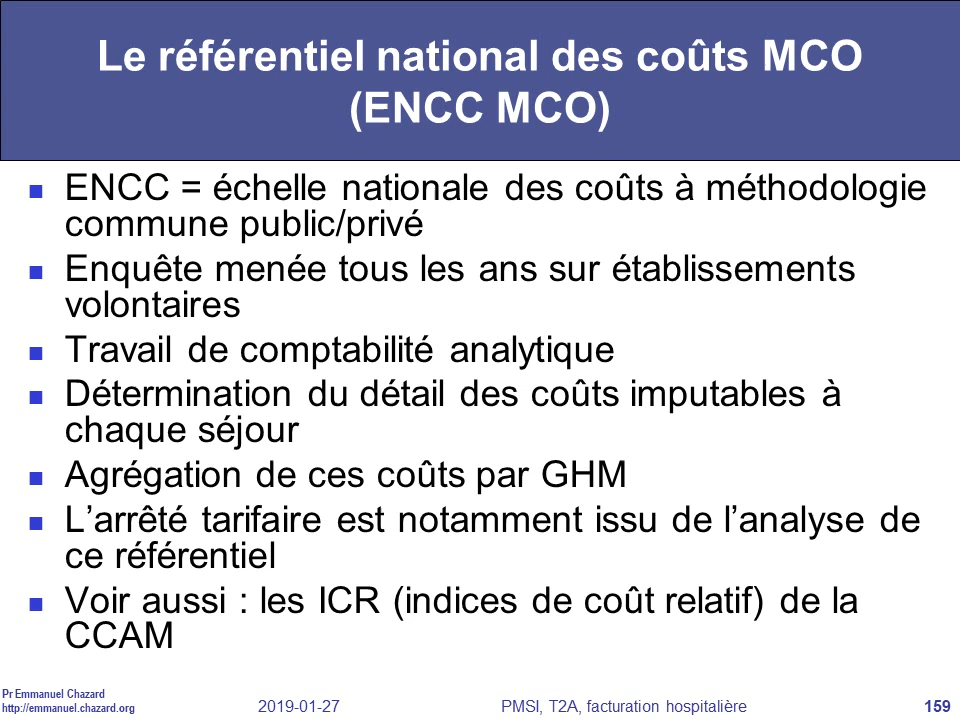 Le référentiel national des coûts MCO
(ENCC MCO)
ENCC = échelle nationale des coûts à méthodologie
commune public/privé
Enquête menée tous les ans sur établissements
volontaires
Travail de comptabilité analytique
Détermination du détail des coûts imputables à
chaque séjour
Agrégation de ces coûts par GHM
L’arrêté tarifaire est notamment issu de l’analyse de
ce référentiel
Voir aussi : les ICR (indices de coût relatif) de la
CCAM
Pr Emmanuel Chazard
http://emmanuel.chazard.org
2019-01-27
PMSI, T2A, facturation hospitalière
159